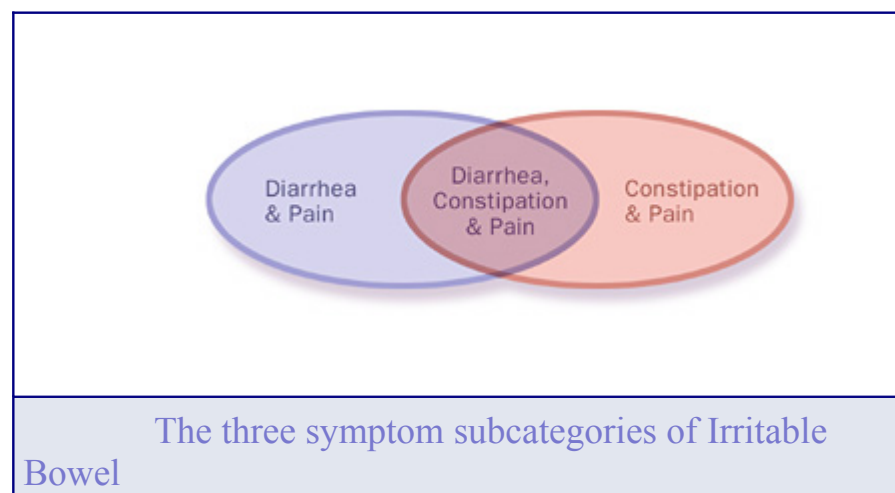 Diarrhea
& Pain
Diarrhea,
Constipation
& Pain
Constipation
& Pain
The three symptom subcategories of Irritable
Bowel